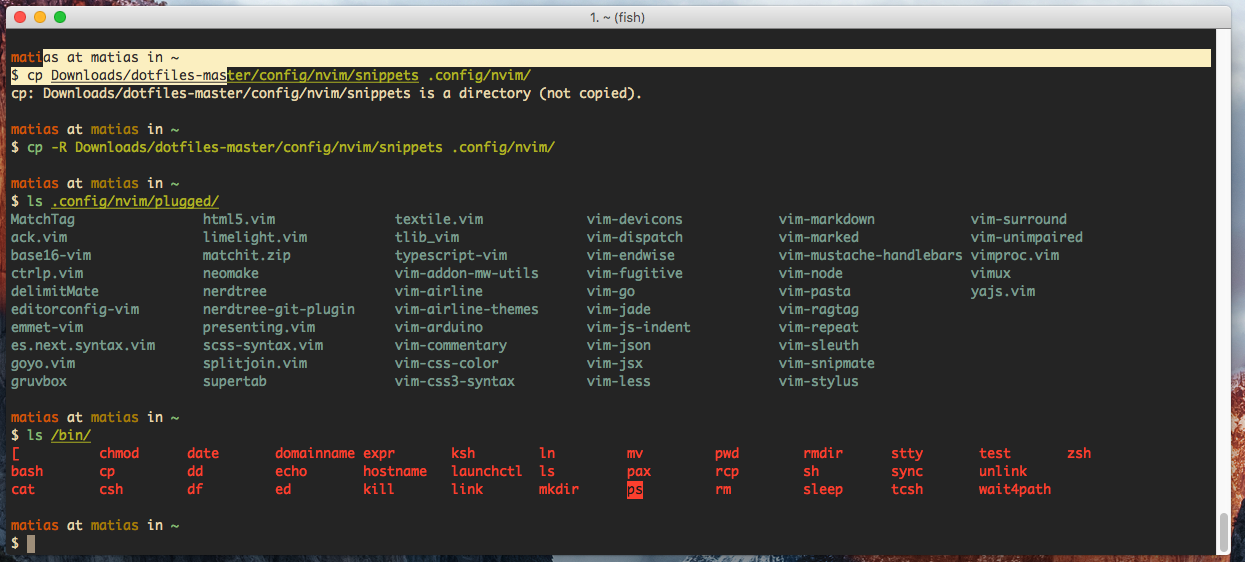 1. ~ (fish)
matias at matias in ~
$ cp Downloads/dotfiles-master/config/nvim/snippets .config/nvim/
cp: Downloads/dotfiles-master/config/nvim/snippets is a directory (not copied).
matias at matias in ~
$ cp -R Downloads/dotfiles-master/config/nvim/snippets .config/nvim/
matias at matias in ~
$ ls .config/nvim/plugged/
MatchTag html5.vim textile.vim vim-devicons vim-markdown vim-surround
ack.vim limelight.vim tlib_vim vim-dispatch vim-marked vim-unimpaired
base16-vim matchit.zip typescript-vim vim-endwise vim-mustache-handlebars vimproc.vim
ctrlp.vim neomake vim-addon-mw-utils vim-fugitive vim-node vimux
delimitMate nerdtree vim-airline vim-go vim-pasta yajs.vim
editorconfig-vim nerdtree-git-plugin vim-airline-themes vim-jade vim-ragtag
emmet-vim presenting.vim vim-arduino vim-js-indent vim-repeat
es.next.syntax.vim scss-syntax.vim vim-commentary vim-json vim-sleuth
goyo.vim splitjoin.vim vim-css-color vim-jsx vim-snipmate
gruvbox supertab vim-css3-syntax vim-less vim-stylus
matias at matias in ~
$ ls /bin/
[ chmod date domainname expr ksh ln mv pwd rmdir stty test zsh
bash cp dd echo hostname launchctl ls pax rcp sh sync unlink
cat csh df ed kill link mkdir ps rm sleep tcsh wait4path
matias at matias in ~
$